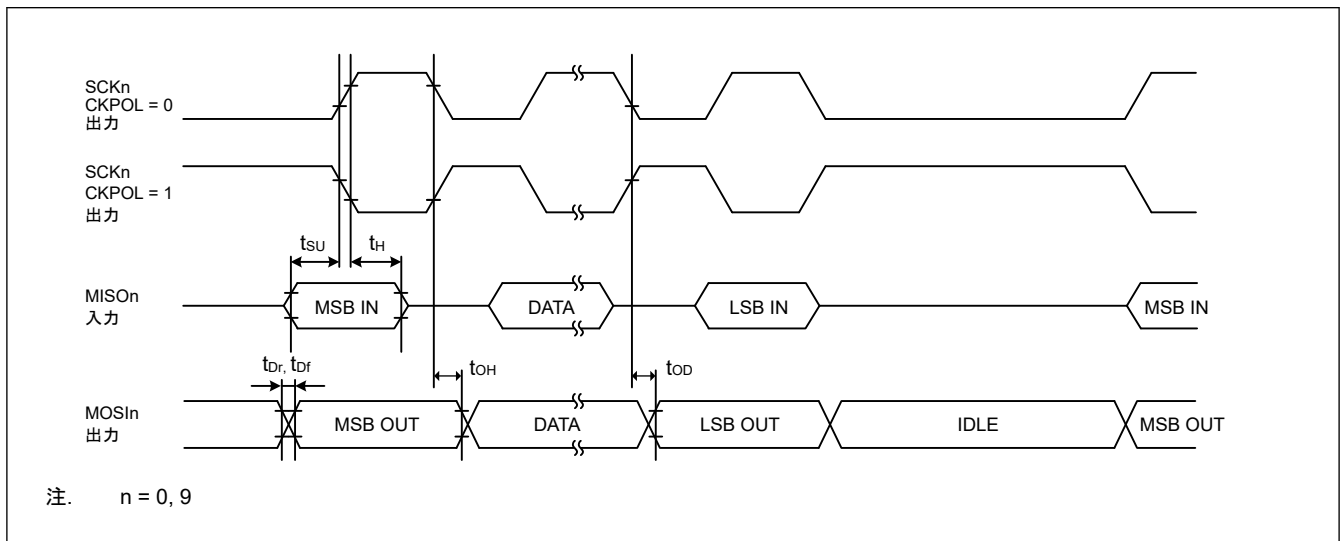 SCKn
CKPOL = 0
出力
SCKn
CKPOL = 1
出力
tSU
tH
MISOn
入力
MSB IN
DATA
LSB IN
MSB IN
tDr, tDf
tOH
tOD
MOSIn
出力
MSB OUT
DATA
LSB OUT
IDLE
MSB OUT
注. n = 0, 9